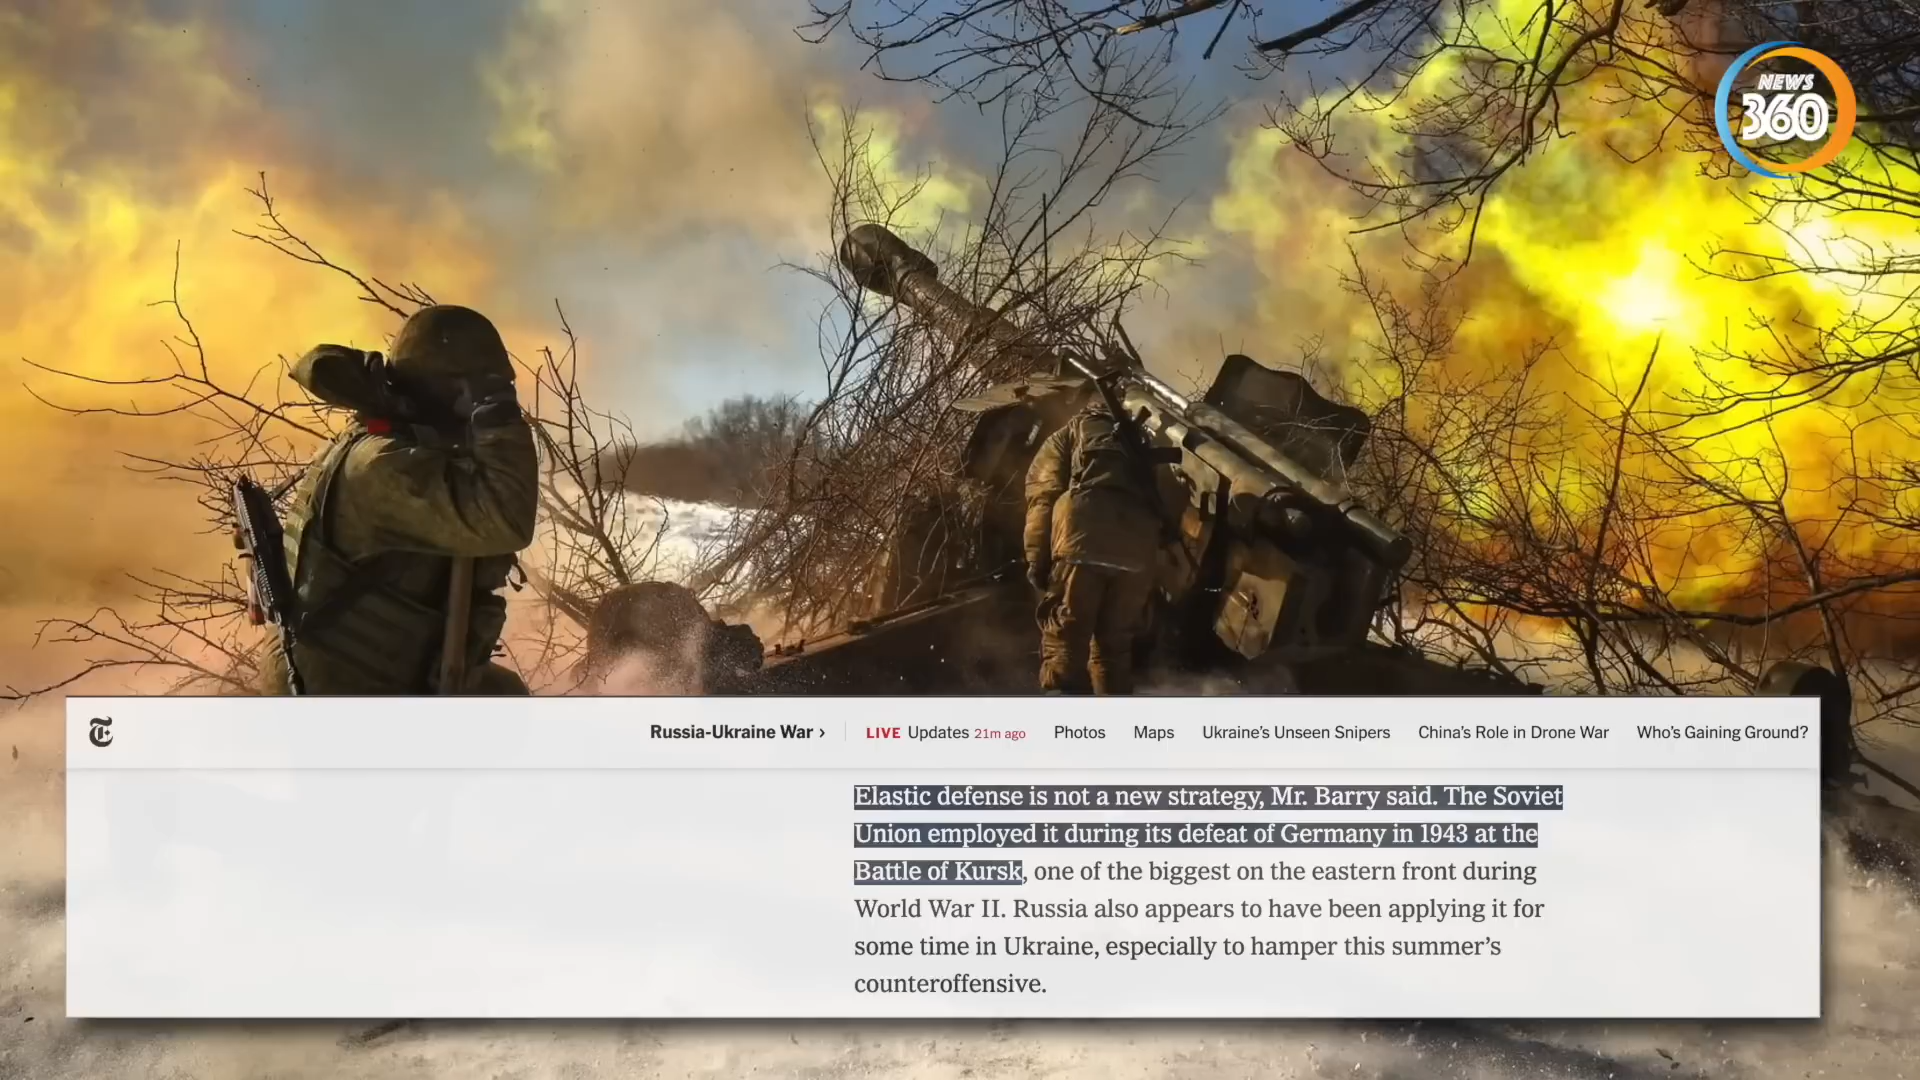 NEWS
360
Russia-Ukraine War ›
LIVE Updates 21m ago
Photos
Maps
Ukraine’s Unseen Snipers
China’s Role in Drone War
Who’s Gaining Ground?
Elastic defense is not a new strategy, Mr. Barry said. The Soviet
Union employed it during its defeat of Germany in 1943 at the
Battle of Kursk, one of the biggest on the eastern front during
World War II. Russia also appears to have been applying it for
some time in Ukraine, especially to hamper this summer’s
counteroffensive.